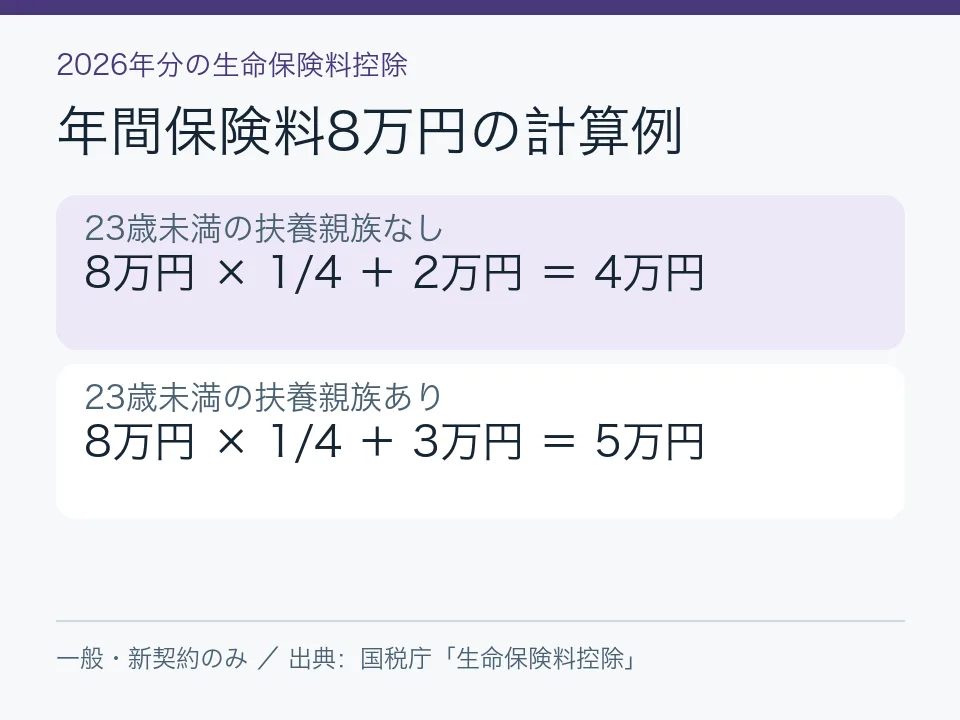 2026年分の生命保険料控除
年間保険料8万円の計算例
23歳未満の扶養親族なし
8万円 × 1/4 + 2万円 = 4万円
23歳未満の扶養親族あり
8万円 × 1/4 + 3万円 = 5万円
一般・新契約のみ / 出典: 国税庁「生命保険料控除」